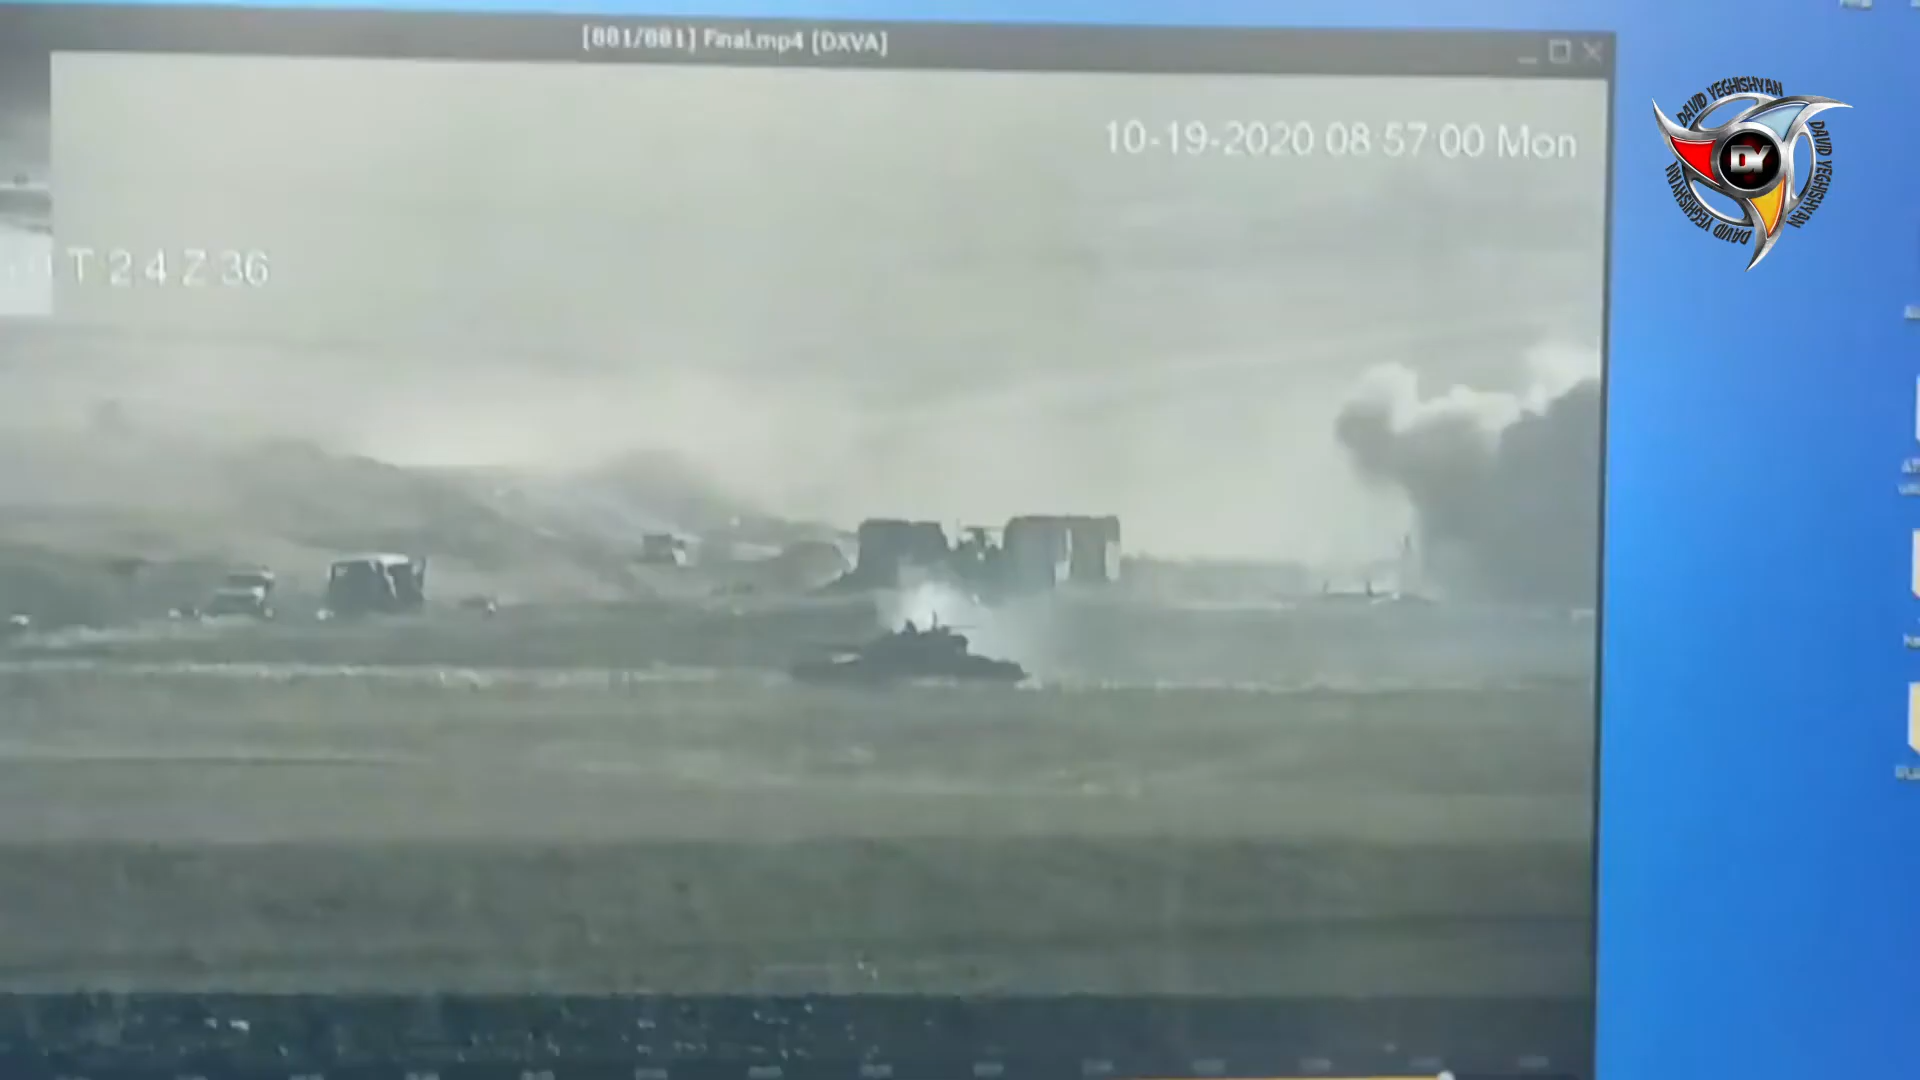 [001/001] Final.mp4 [DXVA]
10-19-2020 08:57:00 Mon
T 2 4 Z 36
DAVID YEGHISHYAN
DAVID YEGHISHYAN
DAVID YEGHISHYAN
DY